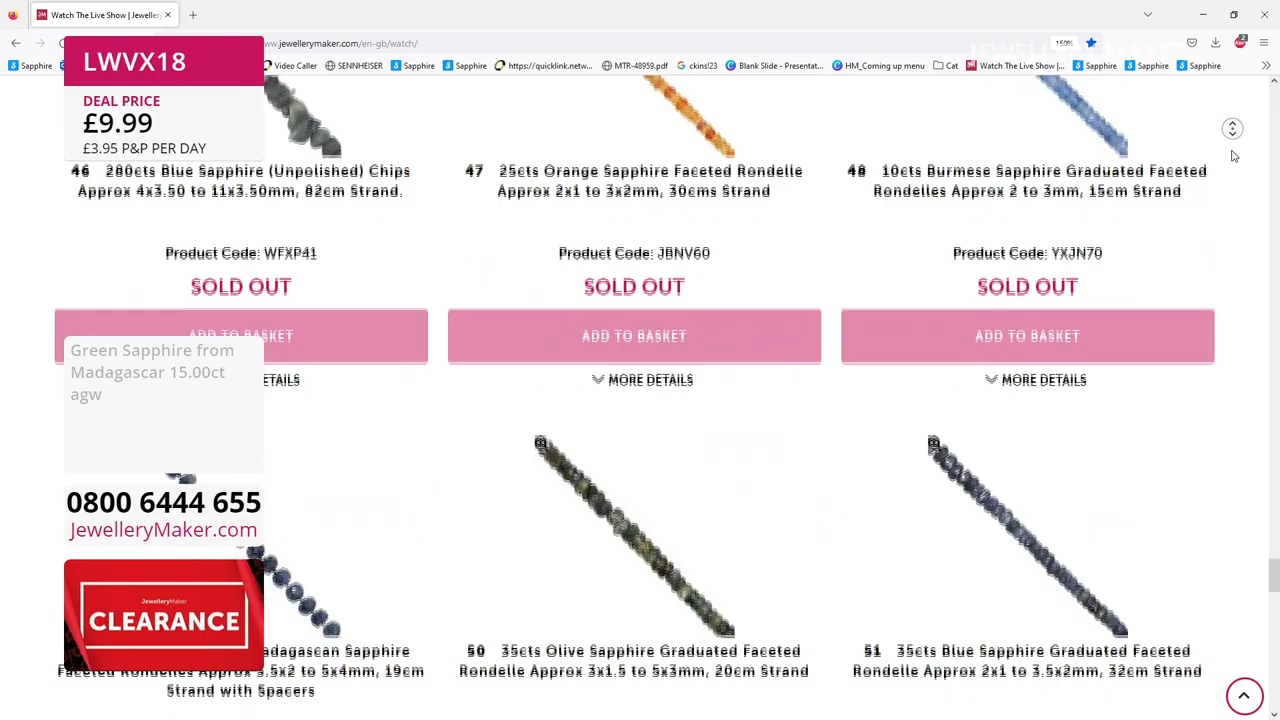 Watch The Live Show | Jeweller
ww.jewellerymaker.com/en-gb/watch/
150%
2
Sapphire
Video Caller
SENNHEISER
Sapphire
Sapphire
https://quicklink.netw...
MTR-48959.pdf
ckins!23
Blank Slide - Presentat...
HM_Coming up menu
Cat
Watch The Live Show |...
Sapphire
Sapphire
Sapphire
LWVX18
DEAL PRICE
£9.99
£3.95 P&P PER DAY
46 280cts Blue Sapphire (Unpolished) Chips
Approx 4x3.50 to 11x3.50mm, 82cm Strand.
47 25cts Orange Sapphire Faceted Rondelle
Approx 2x1 to 3x2mm, 30cms Strand
48 10cts Burmese Sapphire Graduated Faceted
Rondelles Approx 2 to 3mm, 15cm Strand
Product Code: WFXP41
Product Code: JBNV60
Product Code: YXJN70
SOLD OUT
SOLD OUT
SOLD OUT
ADD TO BASKET
ADD TO BASKET
ADD TO BASKET
ETAILS
MORE DETAILS
MORE DETAILS
Green Sapphire from
Madagascar 15.00ct
agw
0800 6444 655
JewelleryMaker.com
JewelleryMaker
CLEARANCE
adagascan Sapphire
Faceted Rondelles Approx 3.5x2 to 5x4mm, 19cm
Strand with Spacers
50 35cts Olive Sapphire Graduated Faceted
Rondelle Approx 3x1.5 to 5x3mm, 20cm Strand
51 35cts Blue Sapphire Graduated Faceted
Rondelle Approx 2x1 to 3.5x2mm, 32cm Strand